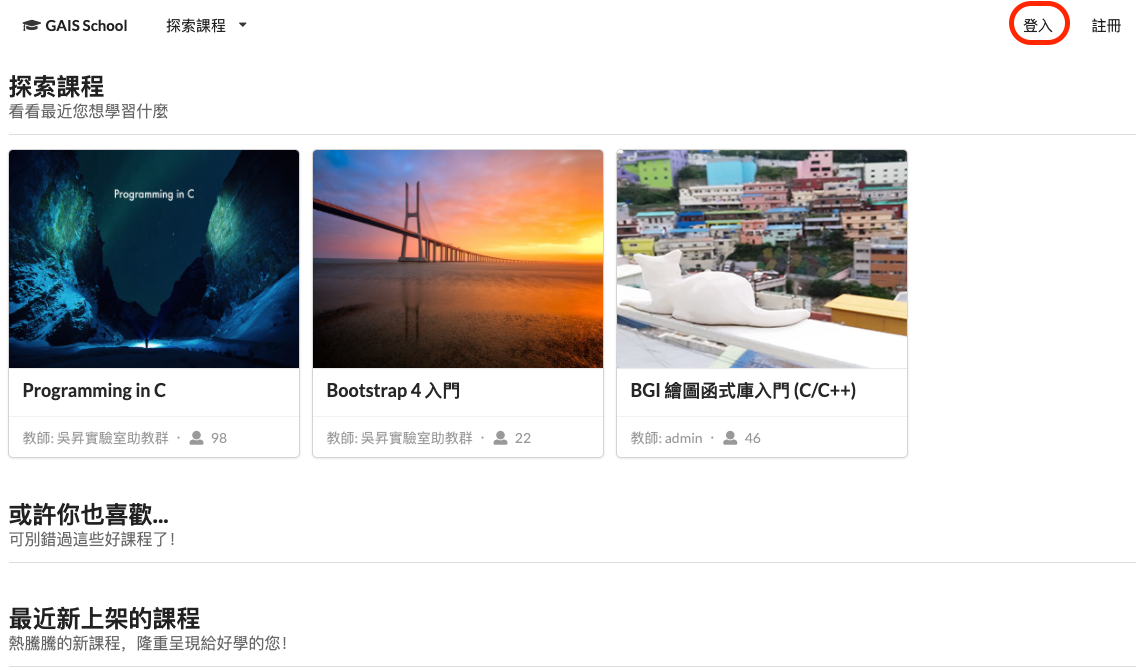 GAIS School 探索課程 登入 註冊
探索課程
看看最近您想學習什麼
Programming in C
Programming in C
教師: 吳昇實驗室助教群 · 98
Bootstrap 4 入門
教師: 吳昇實驗室助教群 · 22
BGI 繪圖函式庫入門 (C/C++)
教師: admin · 46
或許你也喜歡...
可別錯過這些好課程了！
最近新上架的課程
熱騰騰的新課程，隆重呈現給好學的您！